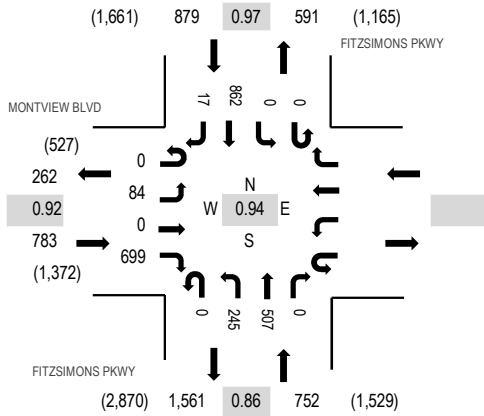 (1,661) 879 0.97 591 (1,165)
FITZSIMONS PKWY
17 862 0 0
MONTVIEW BLVD
(527)
262 0
84
0.92 W N 0.94 E S
783 0
699
(1,372)
0 245 507 0
FITZSIMONS PKWY
(2,870) 1,561 0.86 752 (1,529)